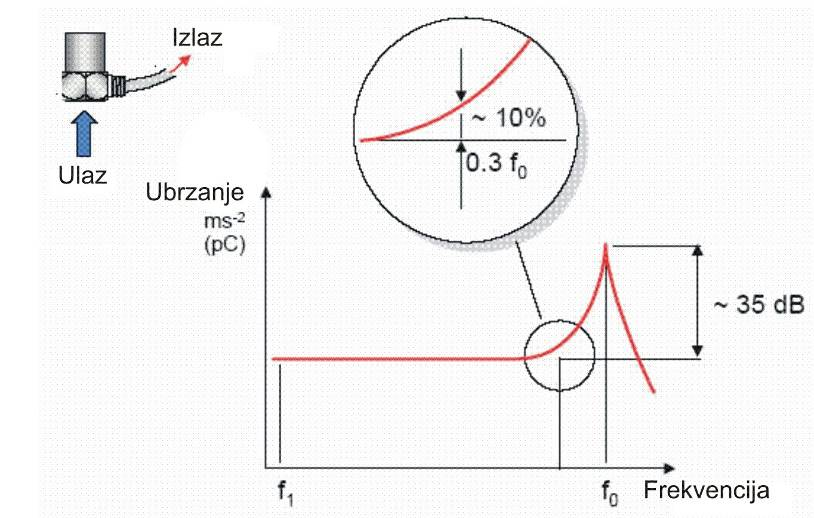 Izlaz
Ulaz
Ubrzanje
ms-2
(pC)
~ 10%
0.3 f0
~ 35 dB
f1
f0
Frekvencija